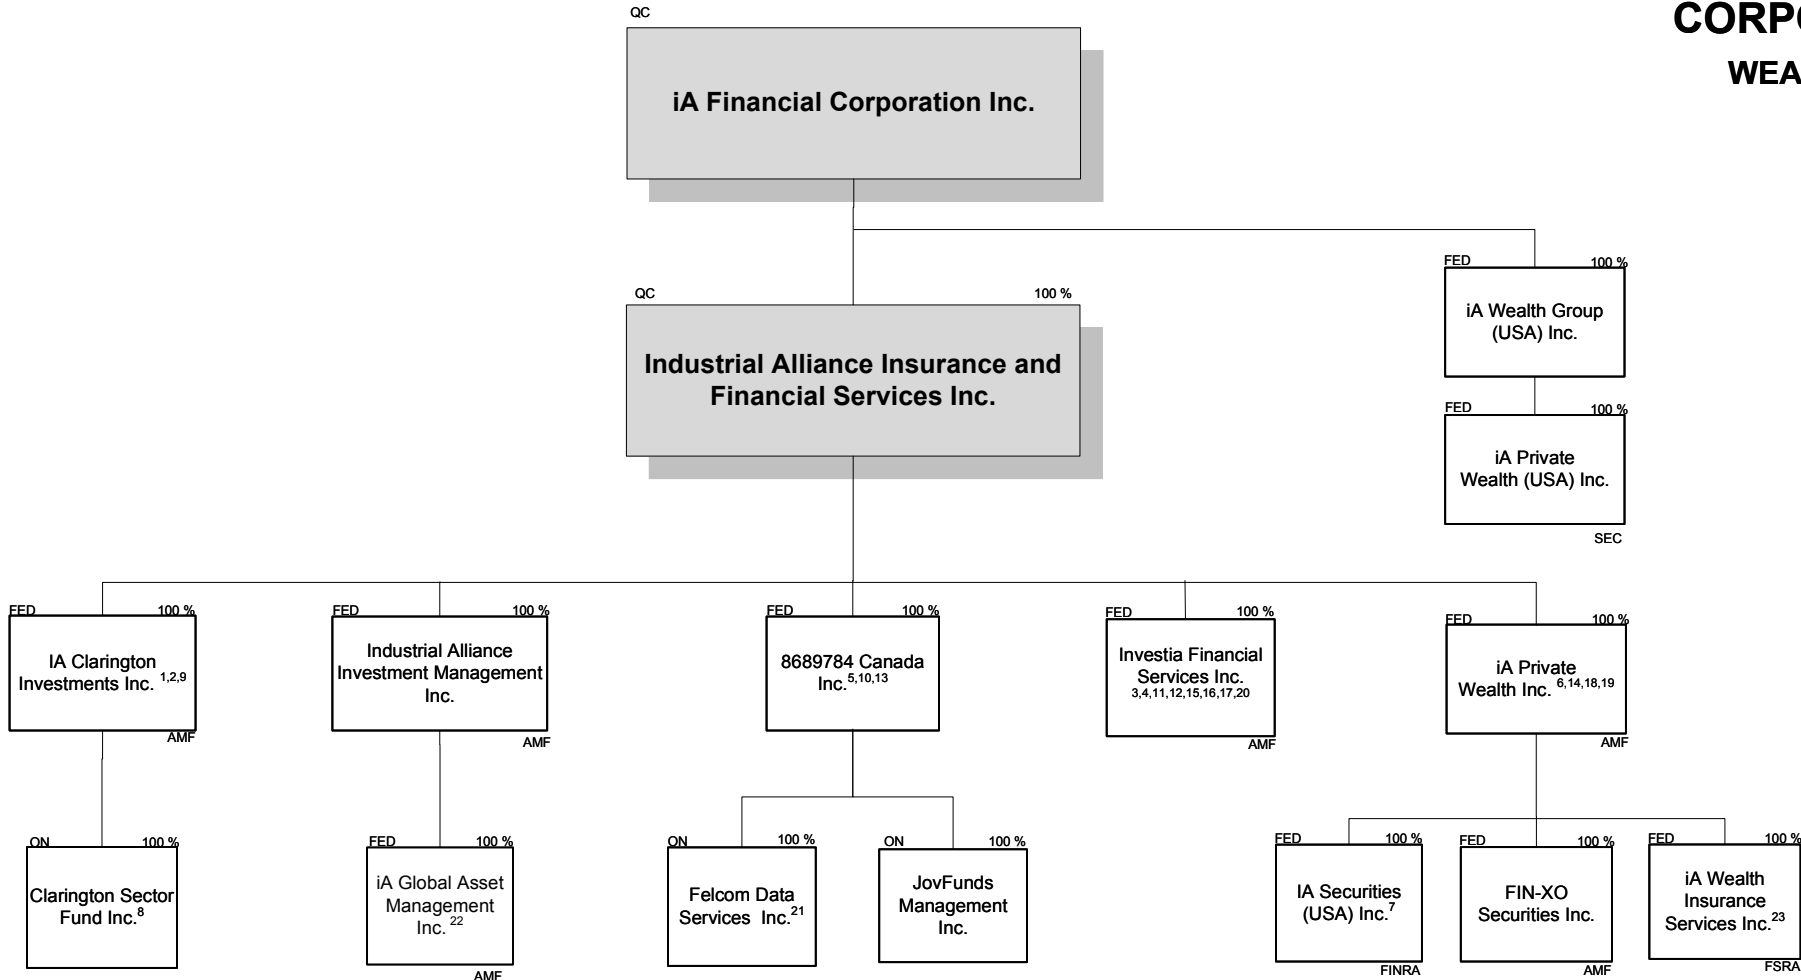 QC
CORPO
WEA
iA Financial Corporation Inc.
FED 100 %
iA Wealth Group
(USA) Inc.
QC 100 %
Industrial Alliance Insurance and
Financial Services Inc.
FED 100 %
iA Private
Wealth (USA) Inc.
SEC
FED 100 %
IA Clarington
Investments Inc. 1,2,9
AMF
FED 100 %
Industrial Alliance
Investment Management
Inc.
AMF
FED 100 %
8689784 Canada
Inc.5,10,13
FED 100 %
Investia Financial
Services Inc.
3,4,11,12,15,16,17,20
AMF
FED 100 %
iA Private
Wealth Inc. 6,14,18,19
AMF
ON 100 %
Clarington Sector
Fund Inc.8
FED 100 %
iA Global Asset
Management
Inc. 22
AMF
ON 100 %
Felcom Data
Services Inc.21
ON 100 %
JovFunds
Management
Inc.
FED 100 %
IA Securities
(USA) Inc.7
FINRA
FED 100 %
FIN-XO
Securities Inc.
AMF
FED 100 %
iA Wealth
Insurance
Services Inc.23
FSRA